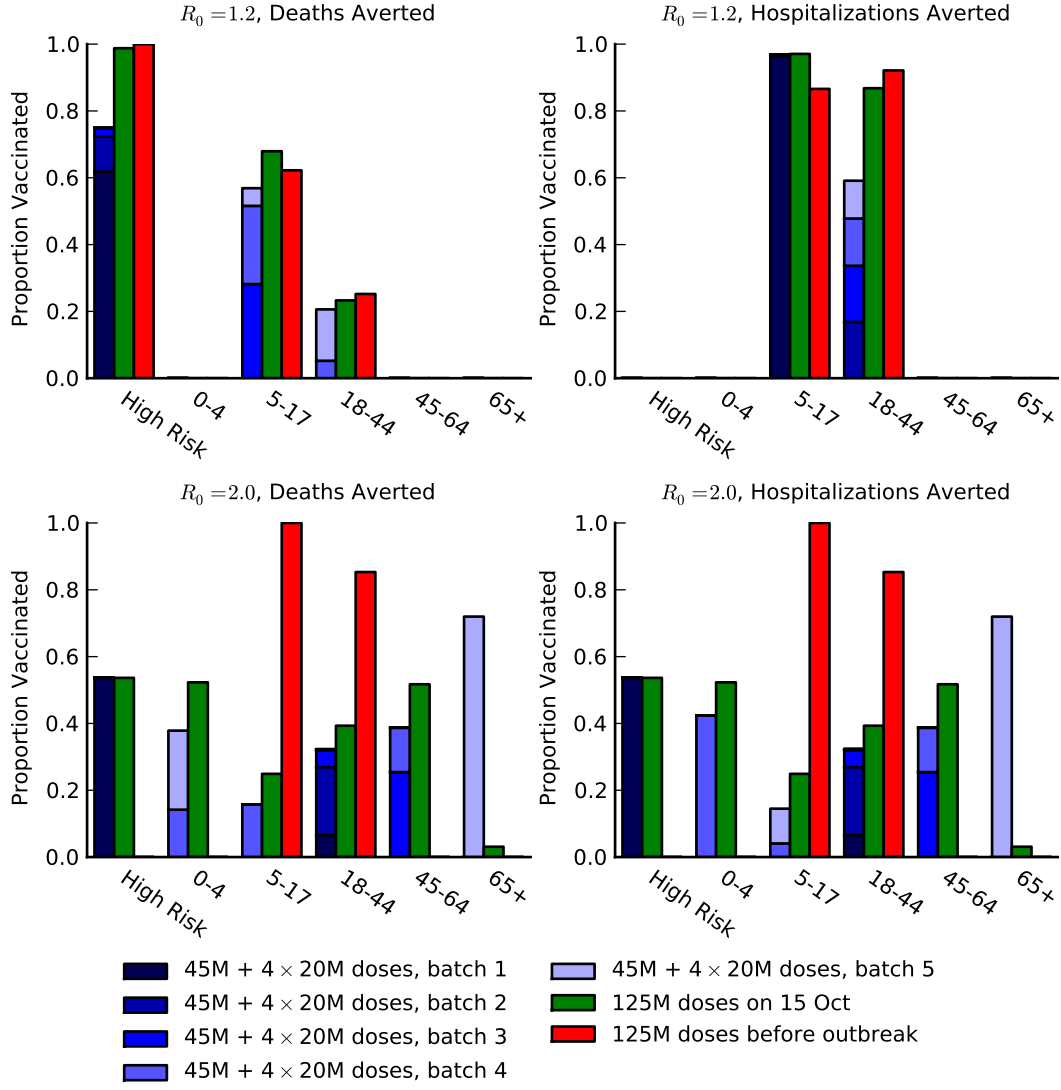 R₀ =1.2, Deaths Averted
Proportion Vaccinated
1.0
0.8
0.6
0.4
0.2
0.0
High Risk
0-4
5-17
18-44
45-64
65+
R₀ =1.2, Hospitalizations Averted
Proportion Vaccinated
1.0
0.8
0.6
0.4
0.2
0.0
High Risk
0-4
5-17
18-44
45-64
65+
R₀ =2.0, Deaths Averted
Proportion Vaccinated
1.0
0.8
0.6
0.4
0.2
0.0
High Risk
0-4
5-17
18-44
45-64
65+
R₀ =2.0, Hospitalizations Averted
Proportion Vaccinated
1.0
0.8
0.6
0.4
0.2
0.0
High Risk
0-4
5-17
18-44
45-64
65+
45M + 4 × 20M doses, batch 1
45M + 4 × 20M doses, batch 2
45M + 4 × 20M doses, batch 3
45M + 4 × 20M doses, batch 4
45M + 4 × 20M doses, batch 5
125M doses on 15 Oct
125M doses before outbreak